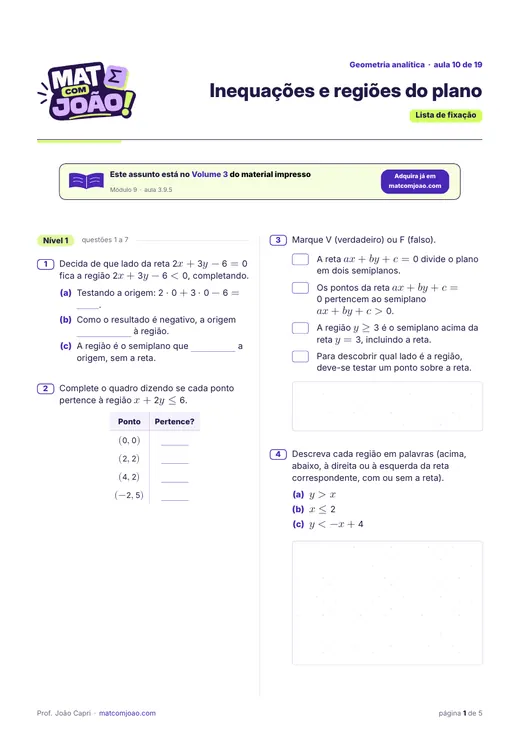 MAT
COM
JOÃO!
Σ
Geometria analítica · aula 10 de 19
Inequações e regiões do plano
Lista de fixação
Este assunto está no Volume 3 do material impresso
Módulo 9 · aula 3.9.5
Adquira já em
matcomjoao.com
Nível 1 questões 1 a 7
1 Decida de que lado da reta 2x + 3y − 6 = 0
fica a região 2x + 3y − 6 < 0, completando.
(a) Testando a origem: 2 · 0 + 3 · 0 − 6 =
____.
(b) Como o resultado é negativo, a origem
__________ à região.
(c) A região é o semiplano que ________ a
origem, sem a reta.
2 Complete o quadro dizendo se cada ponto
pertence à região x + 2y ≤ 6.
Ponto Pertence?
(0, 0) ______
(2, 2) ______
(4, 2) ______
(−2, 5) ______
3 Marque V (verdadeiro) ou F (falso).
A reta ax + by + c = 0 divide o plano
em dois semiplanos.
Os pontos da reta ax + by + c =
0 pertencem ao semiplano
ax + by + c > 0.
A região y ≥ 3 é o semiplano acima da
reta y = 3, incluindo a reta.
Para descobrir qual lado é a região,
deve-se testar um ponto sobre a reta.
4 Descreva cada região em palavras (acima,
abaixo, à direita ou à esquerda da reta
correspondente, com ou sem a reta).
(a) y > x
(b) x ≤ 2
(c) y < −x + 4
Prof. João Capri · matcomjoao.com
página 1 de 5